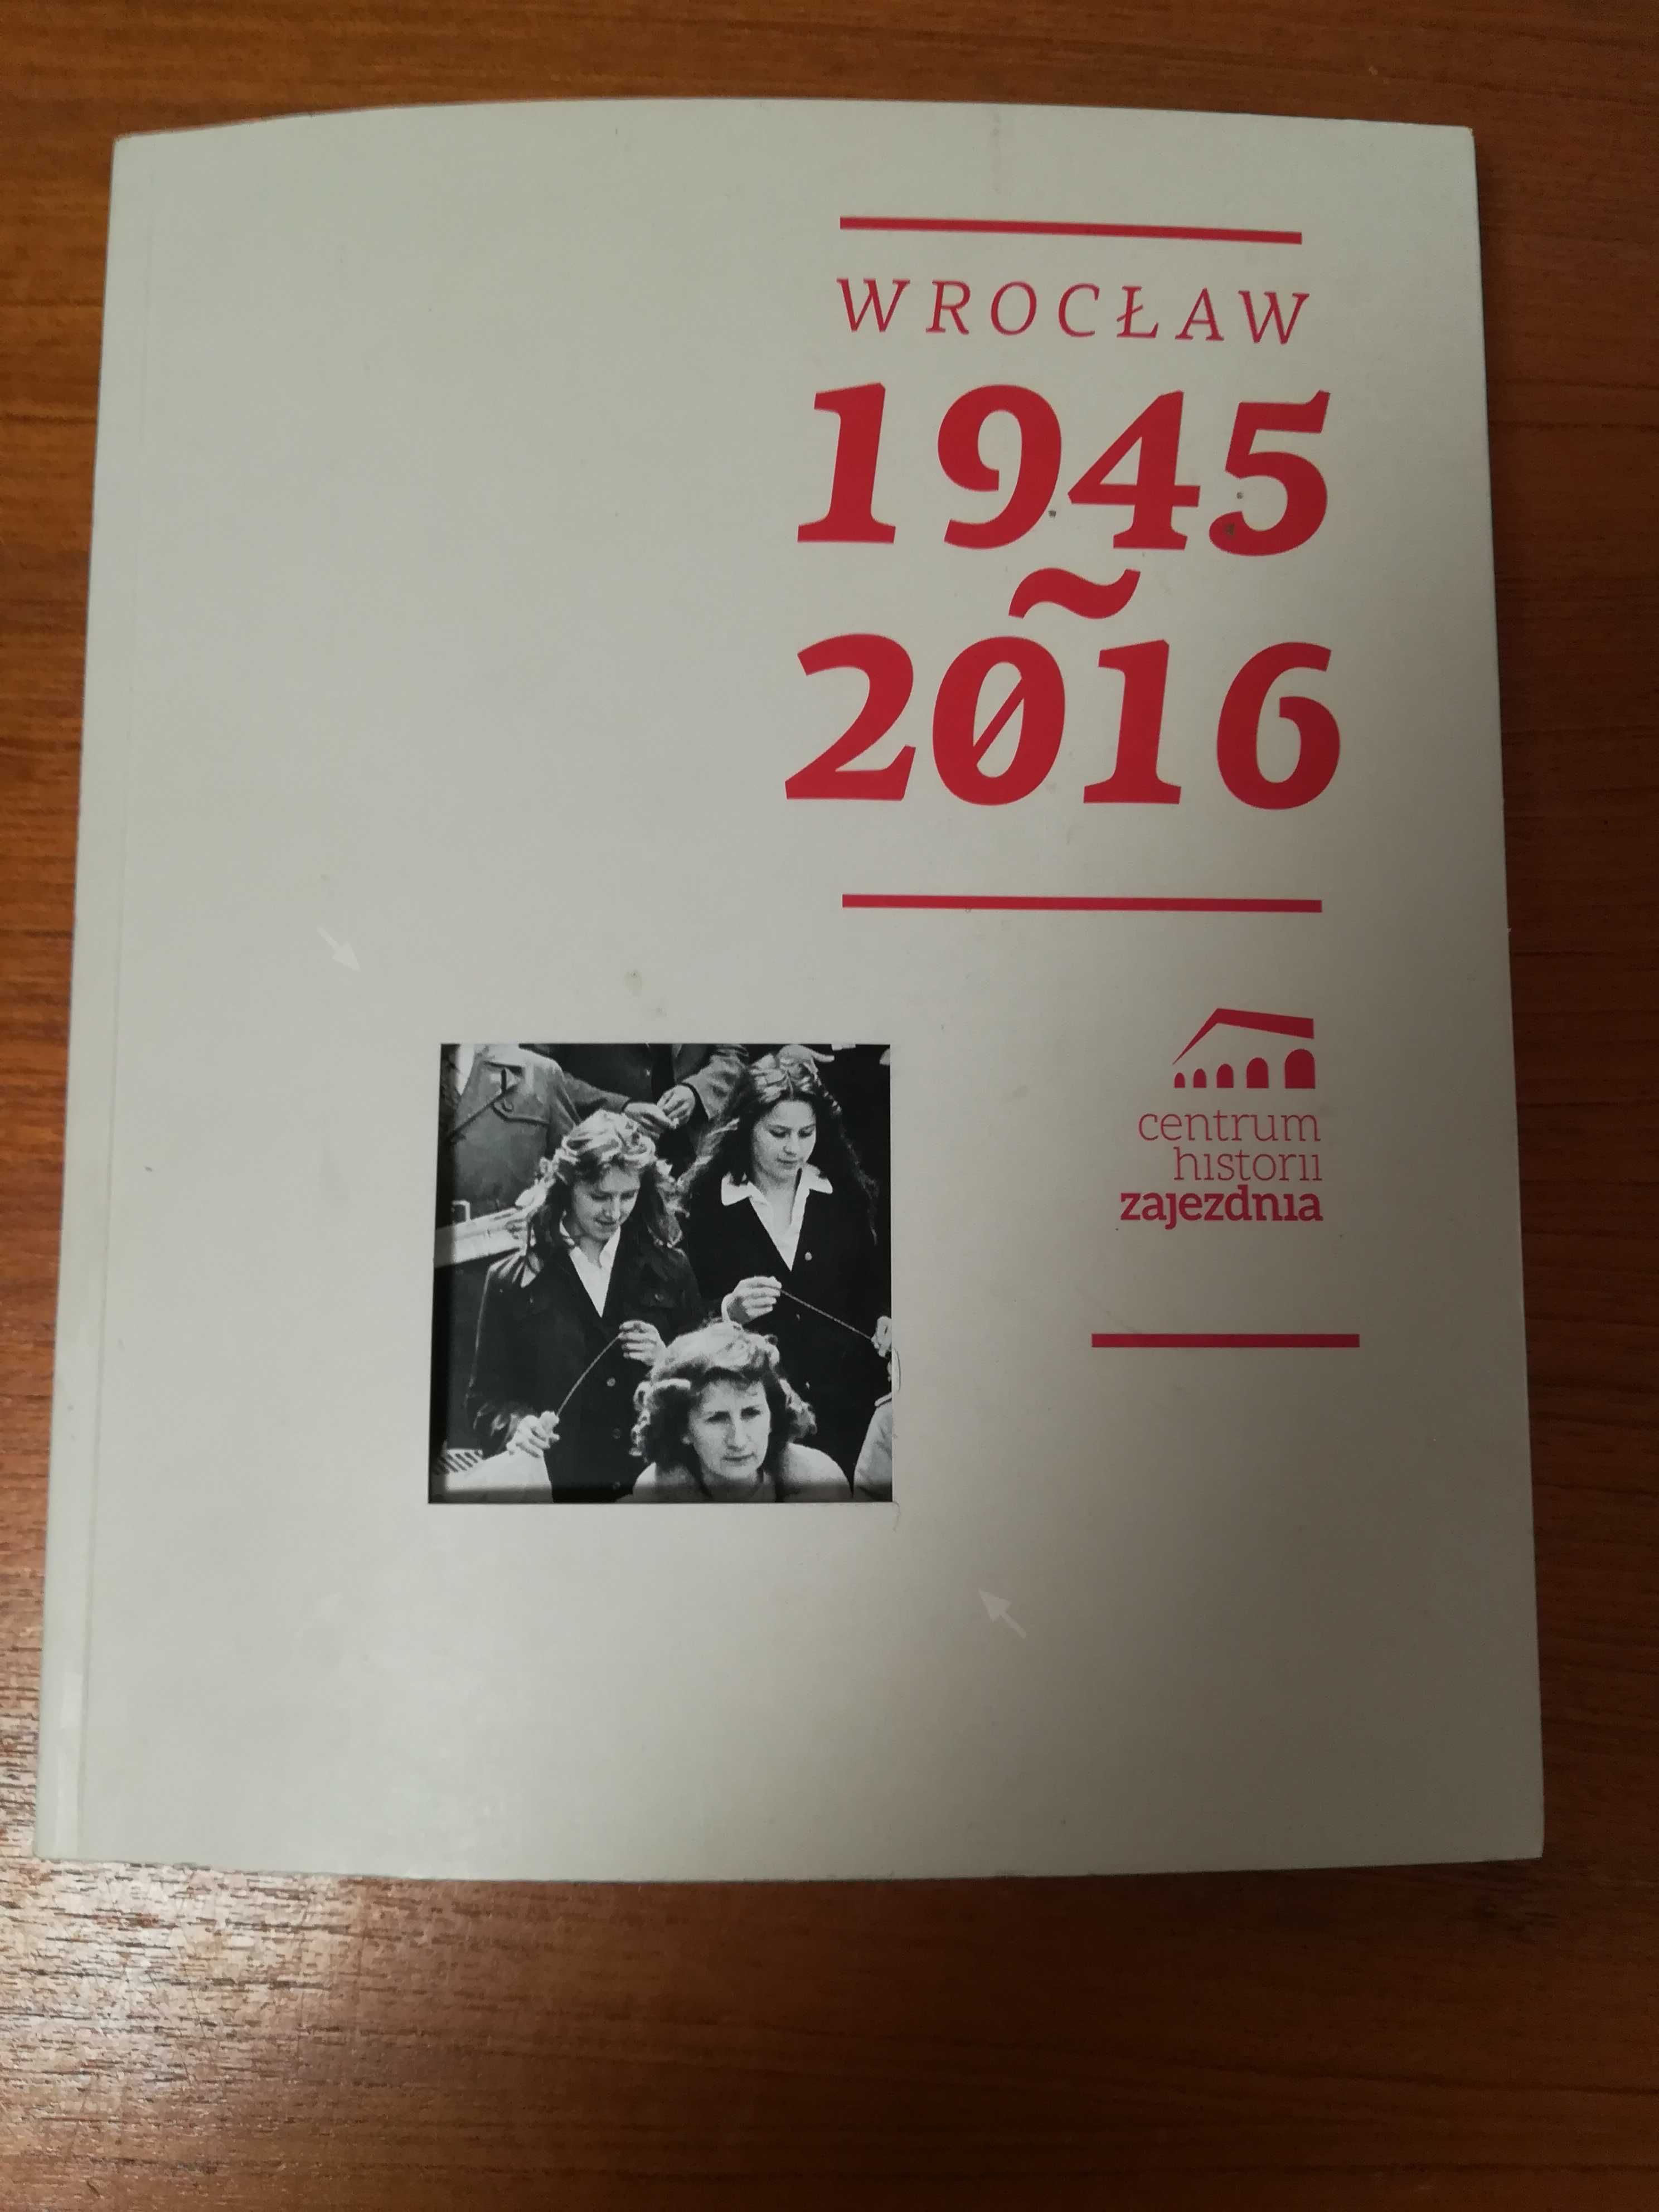 WROCŁAW
1945
~
2016
centrum
historii
zajezdnia